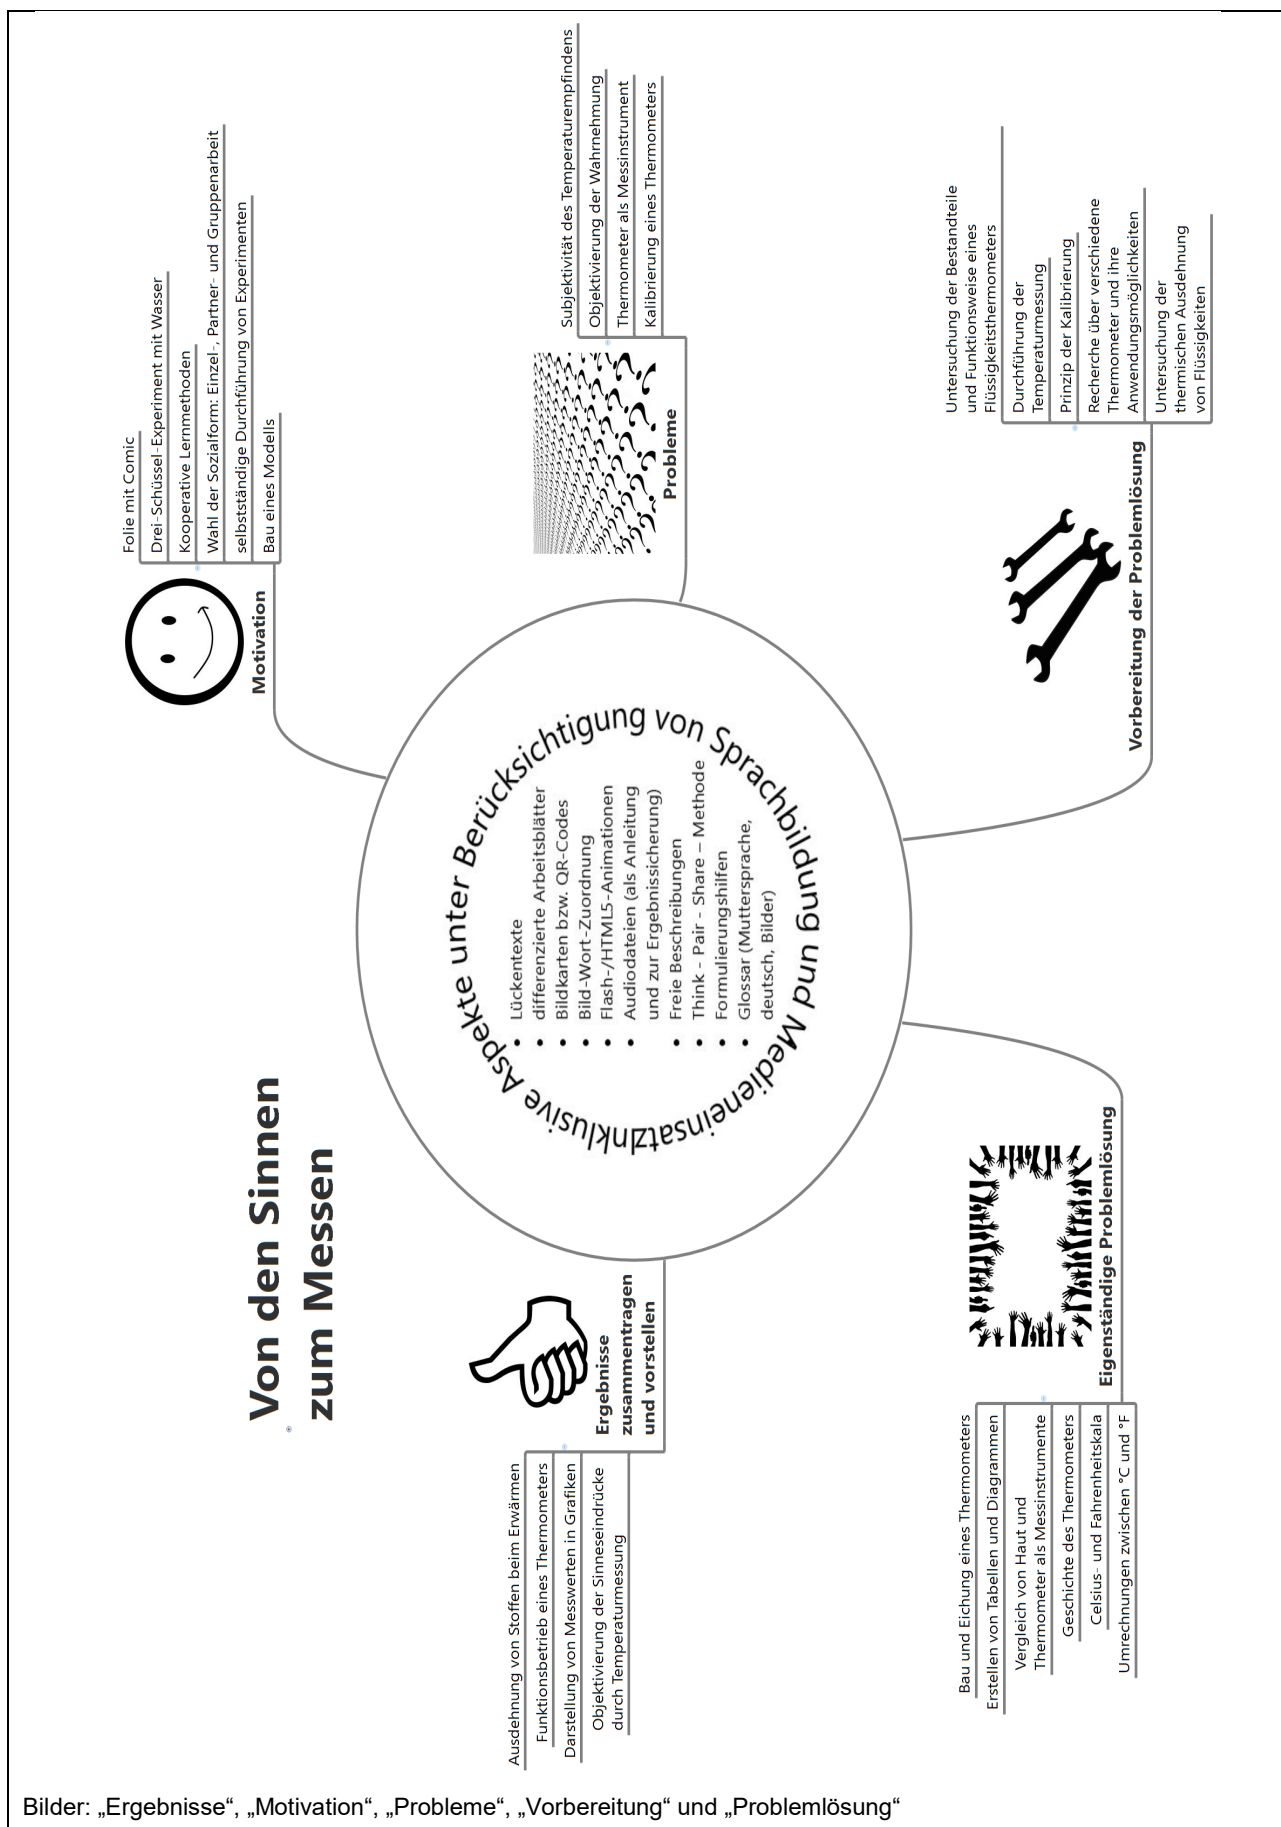 Von den Sinnen
zum Messen
Motivation
Folie mit Comic
Drei-Schüssel-Experiment mit Wasser
Kooperative Lernmethoden
Wahl der Sozialform: Einzel-, Partner- und Gruppenarbeit
selbstständige Durchführung von Experimenten
Bau eines Modells
Probleme
Subjektivität des Temperaturempfindens
Objektivierung der Wahrnehmung
Thermometer als Messinstrument
Kalibrierung eines Thermometers
Vorbereitung der Problemlösung
Untersuchung der Bestandteile
und Funktionsweise eines
Flüssigkeitsthermometers
Durchführung der
Temperaturmessung
Prinzip der Kalibrierung
Recherche über verschiedene
Thermometer und ihre
Anwendungsmöglichkeiten
Untersuchung der
thermischen Ausdehnung
von Flüssigkeiten
Eigenständige Problemlösung
Bau und Eichung eines Thermometers
Erstellen von Tabellen und Diagrammen
Vergleich von Haut und
Thermometer als Messinstrumente
Geschichte des Thermometers
Celsius- und Fahrenheitskala
Umrechnungen zwischen °C und °F
Ergebnisse
zusammentragen
und vorstellen
Ausdehnung von Stoffen beim Erwärmen
Funktionsbetrieb eines Thermometers
Darstellung von Messwerten in Grafiken
Objektivierung der Sinneseindrücke
durch Temperaturmessung
Inklusive Aspekte unter Berücksichtigung von Sprachbildung und Medieneinsatz
• Lückentexte
• differenzierte Arbeitsblätter
• Bildkarten bzw. QR-Codes
• Bild-Wort-Zuordnung
• Flash-/HTML5-Animationen
• Audiodateien (als Anleitung
und zur Ergebnissicherung)
• Freie Beschreibungen
• Think - Pair - Share – Methode
• Formulierungshilfen
• Glossar (Muttersprache,
deutsch, Bilder)
Bilder: „Ergebnisse“, „Motivation“, „Probleme“, „Vorbereitung“ und „Problemlösung“